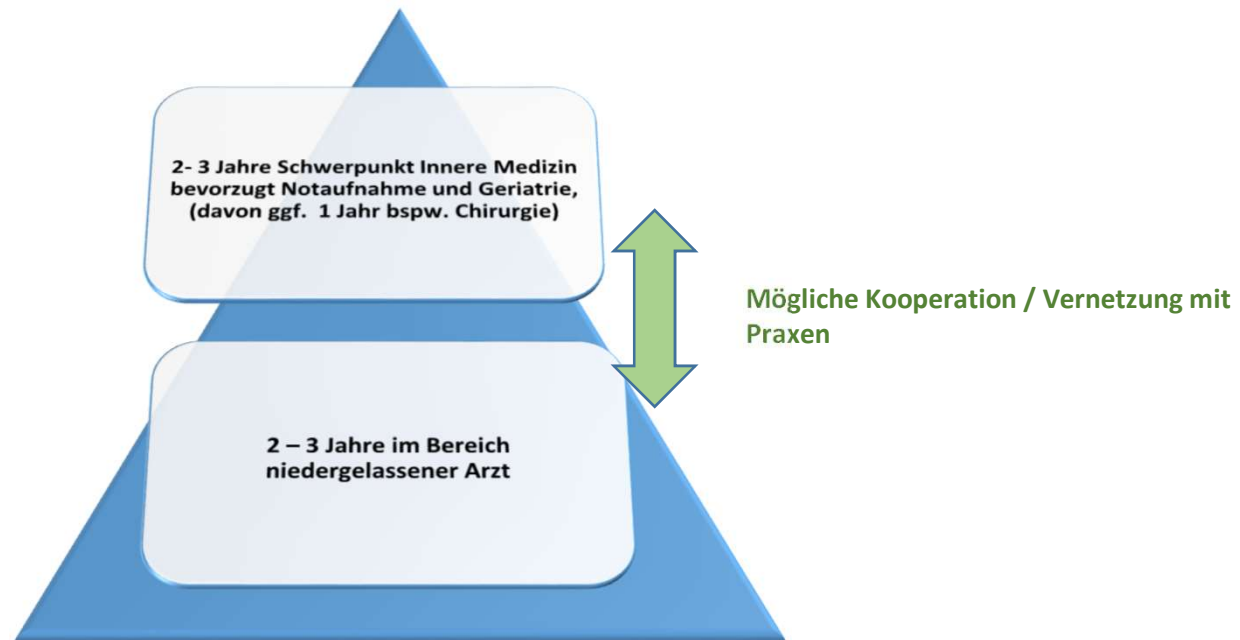 2- 3 Jahre Schwerpunkt Innere Medizin
bevorzugt Notaufnahme und Geriatrie,
(davon ggf. 1 Jahr bspw. Chirurgie)
Mögliche Kooperation / Vernetzung mit
Praxen
2 – 3 Jahre im Bereich
niedergelassener Arzt